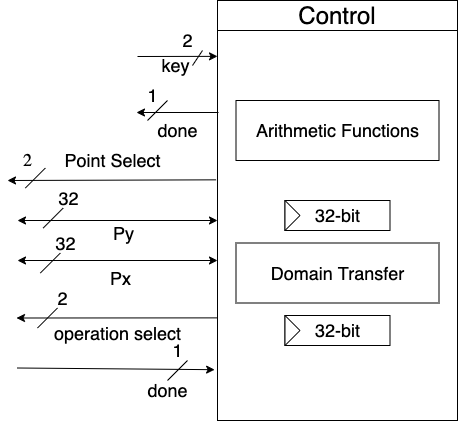 Control
2
key
1
done
Arithmetic Functions
2
Point Select
32
Py
32-bit
32
Px
Domain Transfer
2
operation select
32-bit
1
done